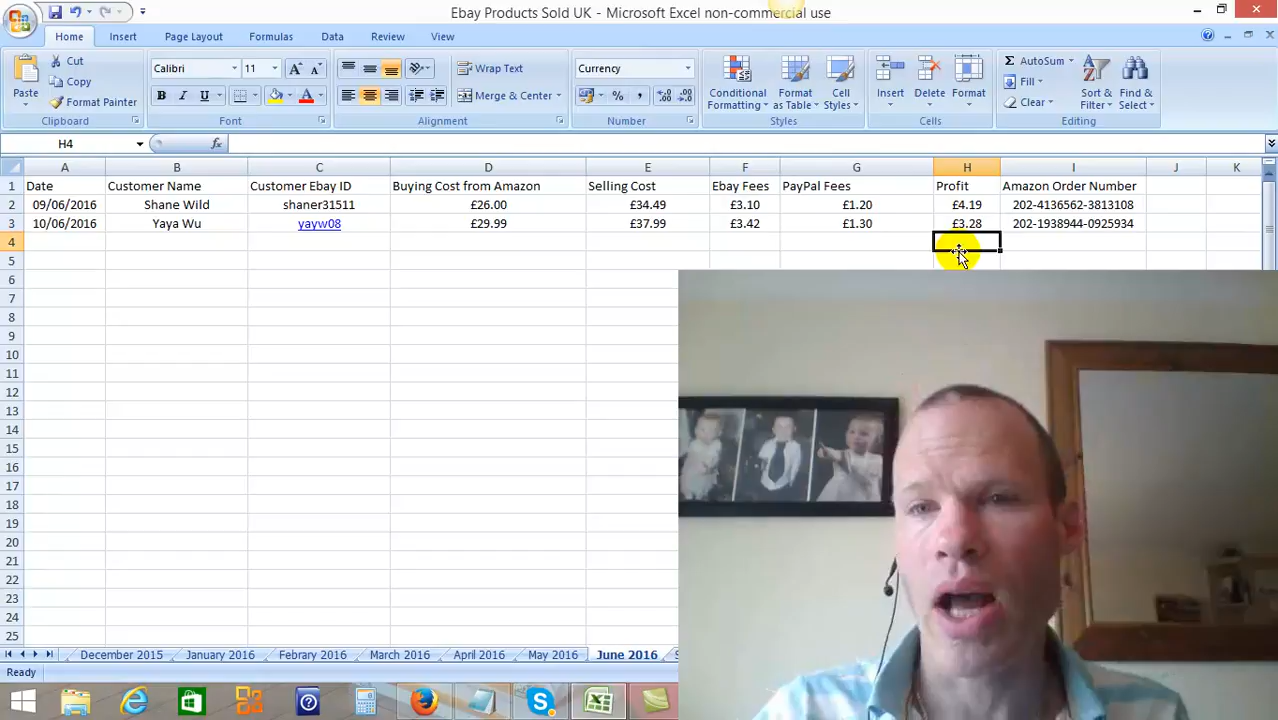 Ebay Products Sold UK - Microsoft Excel non-commercial use
Home Insert Page Layout Formulas Data Review View
Paste Cut Copy Format Painter Clipboard
Calibri 11 A A B I U A Font
Wrap Text Merge & Center Alignment
Currency % , Number
Conditional Formatting Format as Table Cell Styles Styles
Insert Delete Format Cells
Σ AutoSum Fill Clear Sort & Filter Find & Select Editing
H4 fx
A B C D E F G H I J K
1 Date Customer Name Customer Ebay ID Buying Cost from Amazon Selling Cost Ebay Fees PayPal Fees Profit Amazon Order Number
2 09/06/2016 Shane Wild shaner31511 £26.00 £34.49 £3.10 £1.20 £4.19 202-4136562-3813108
3 10/06/2016 Yaya Wu yayw08 £29.99 £37.99 £3.42 £1.30 £3.28 202-1938944-0925934
4
5
6
7
8
9
10
11
12
13
14
15
16
17
18
19
20
21
22
23
24
25
December 2015 January 2016 Febrary 2016 March 2016 April 2016 May 2016 June 2016
Ready